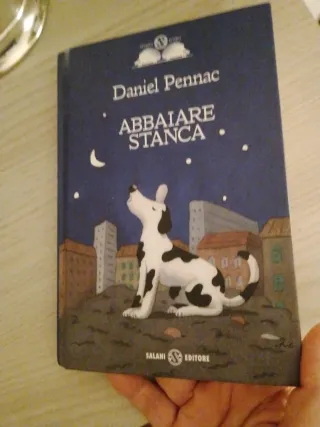 Daniel Pennac
ABBAIARE
STANCA
SALANI EDITORE